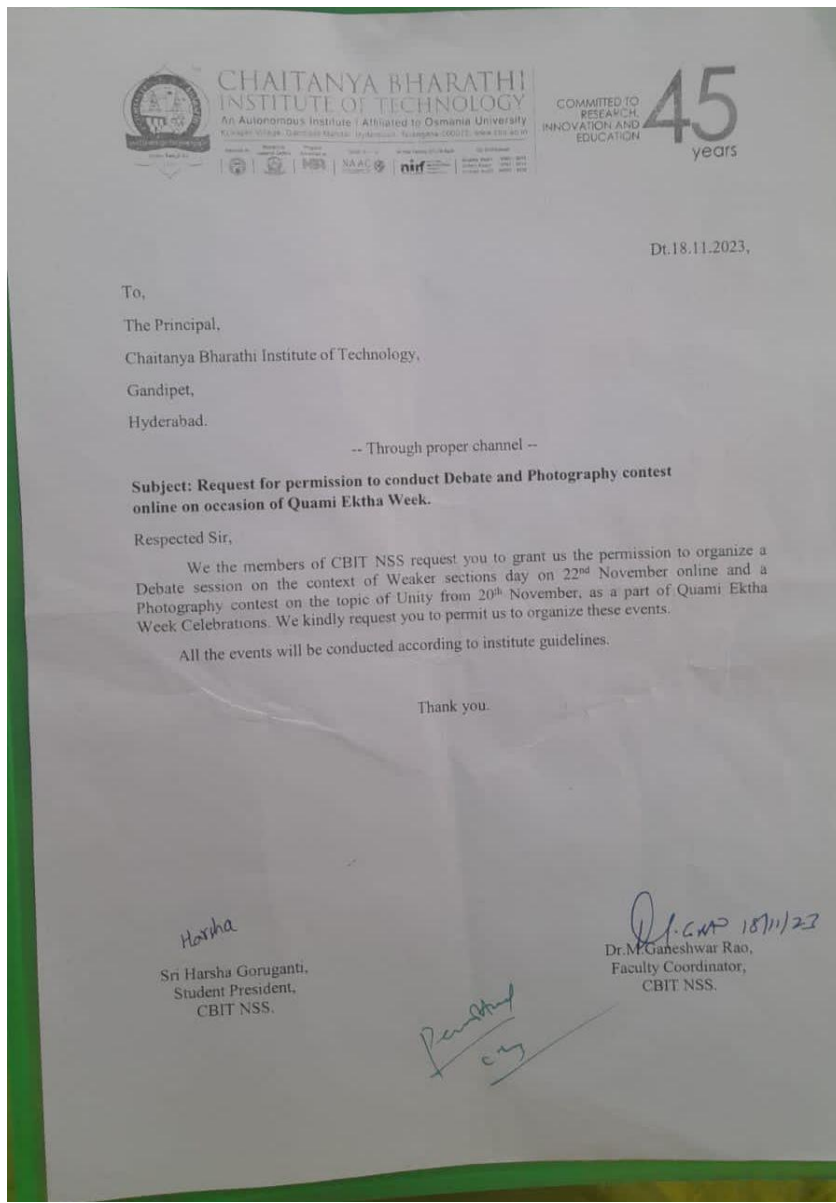 CHAITANYA BHARATHI
INSTITUTE OF TECHNOLOGY
An Autonomous Institute | Affiliated to Osmania University
COMMITTED TO
RESEARCH,
INNOVATION AND
EDUCATION
45
years
NAAC
nirf
Dt.18.11.2023,
To,
The Principal,
Chaitanya Bharathi Institute of Technology,
Gandipet,
Hyderabad.
-- Through proper channel --
Subject: Request for permission to conduct Debate and Photography contest
online on occasion of Quami Ektha Week.
Respected Sir,
We the members of CBIT NSS request you to grant us the permission to organize a
Debate session on the context of Weaker sections day on 22nd November online and a
Photography contest on the topic of Unity from 20th November, as a part of Quami Ektha
Week Celebrations. We kindly request you to permit us to organize these events.
All the events will be conducted according to institute guidelines.
Thank you.
Harsha
Sri Harsha Goruganti,
Student President,
CBIT NSS.
18/11/23
Dr.M.Ganeshwar Rao,
Faculty Coordinator,
CBIT NSS.
Permitted